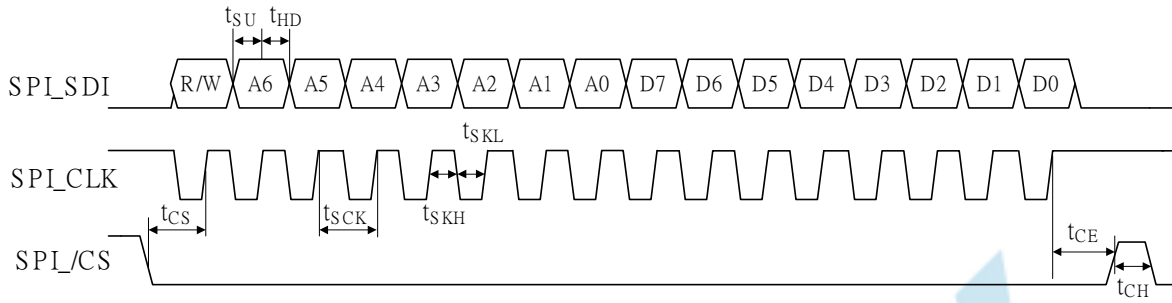 tSU tHD
SPI_SDI R/W A6 A5 A4 A3 A2 A1 A0 D7 D6 D5 D4 D3 D2 D1 D0
tSKL
SPI_CLK
tCS tSCK tSKH
tCE
SPI_/CS
tCH